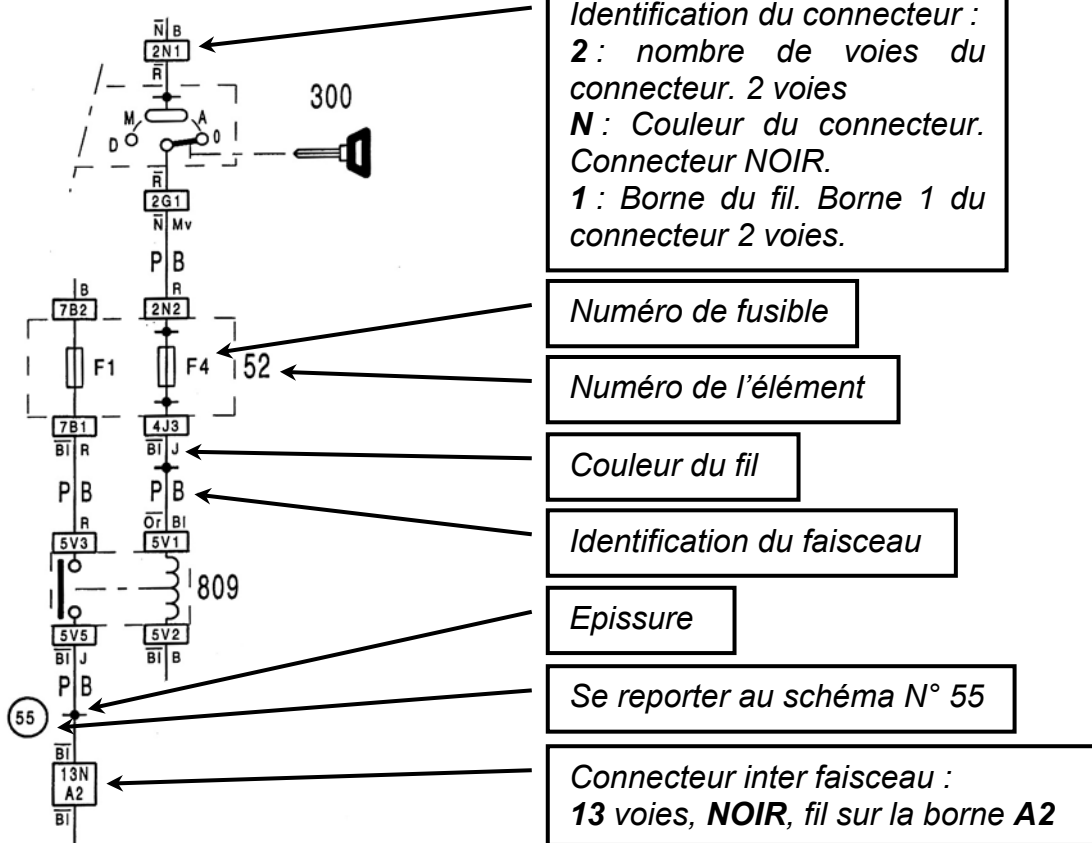 N B
2N1
R
M A
D 0
300
R
2G1
N Mv
P B
B
7B2
R
2N2
F1
F4
52
7B1
Bl R
4J3
Bl J
P B
P B
R
5V3
Or Bl
5V1
809
5V5
Bl J
5V2
Bl B
P B
55
Bl
13N
A2
Bl
Identification du connecteur :
2 : nombre de voies du
connecteur. 2 voies
N : Couleur du connecteur.
Connecteur NOIR.
1 : Borne du fil. Borne 1 du
connecteur 2 voies.
Numéro de fusible
Numéro de l'élément
Couleur du fil
Identification du faisceau
Epissure
Se reporter au schéma N° 55
Connecteur inter faisceau :
13 voies, NOIR, fil sur la borne A2